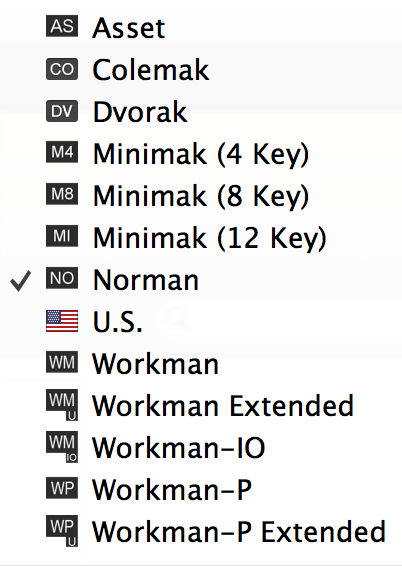 AS Asset
CO Colemak
DV Dvorak
M4 Minimak (4 Key)
M8 Minimak (8 Key)
MI Minimak (12 Key)
NO Norman
U.S.
WM Workman
WM U Workman Extended
WM IO Workman-IO
WP Workman-P
WP U Workman-P Extended